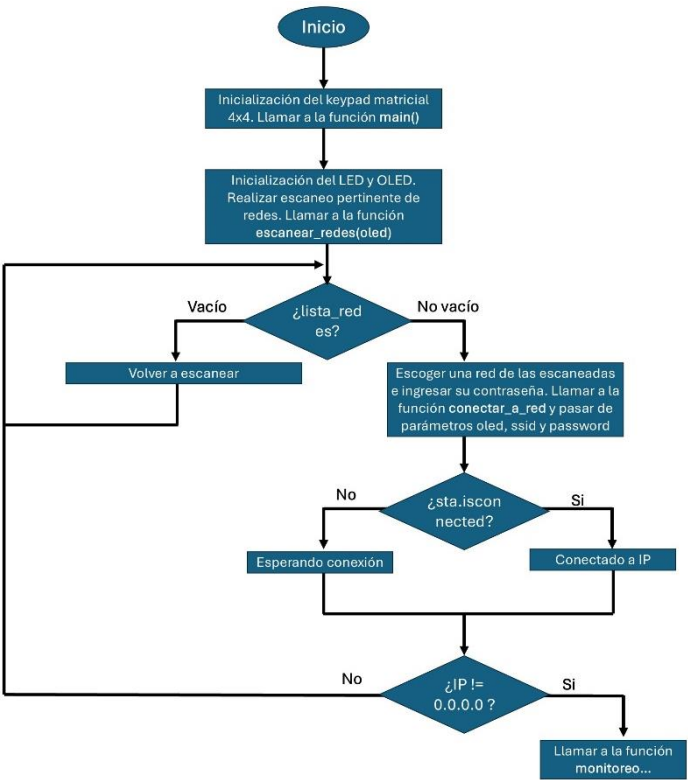 Inicio
Inicialización del keypad matricial
4x4. Llamar a la función main()
Inicialización del LED y OLED.
Realizar escaneo pertinente de
redes. Llamar a la función
escanear_redes(oled)
Vacío
¿lista_red
es?
No vacío
Volver a escanear
Escoger una red de las escaneadas
e ingresar su contraseña. Llamar a la
función conectar_a_red y pasar de
parámetros oled, ssid y password
No
¿sta.iscon
nected?
Si
Esperando conexión
Conectado a IP
No
¿IP !=
0.0.0.0 ?
Si
Llamar a la función
monitoreo...